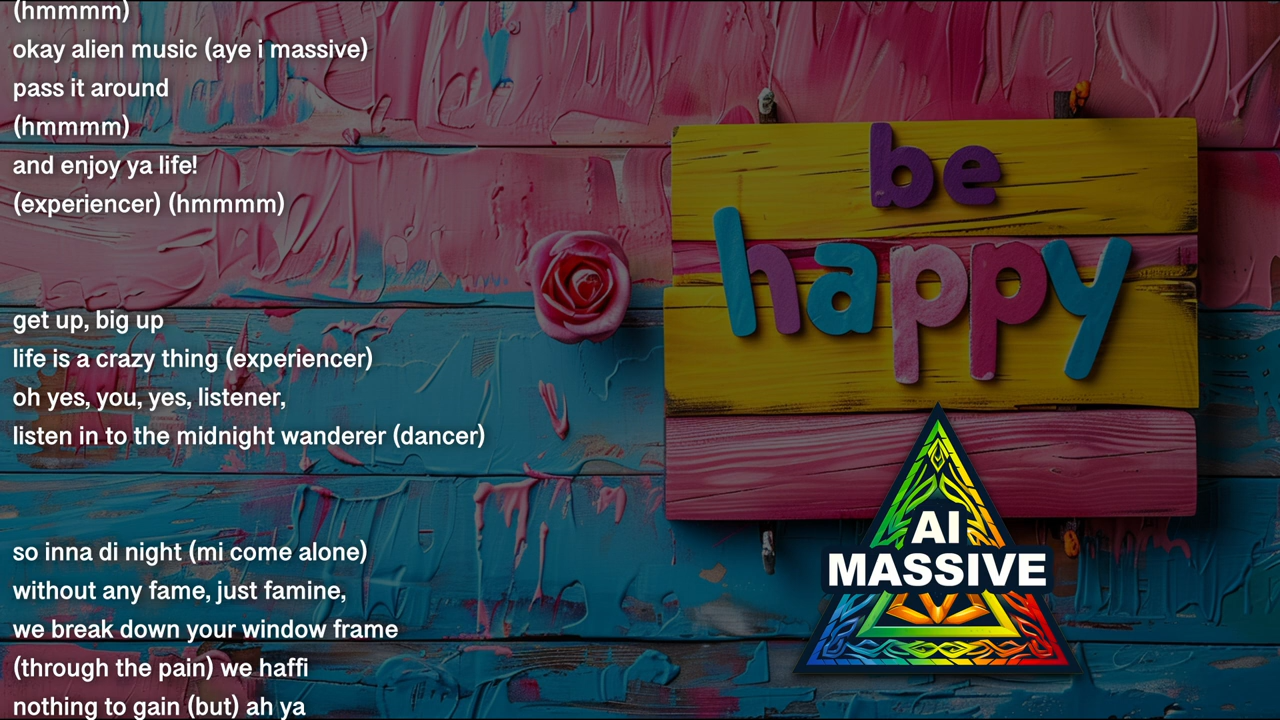 (hmmmm)
okay alien music (aye i massive)
pass it around
(hmmmm)
and enjoy ya life!
(experiencer) (hmmmm)
get up, big up
life is a crazy thing (experiencer)
oh yes, you, yes, listener,
listen in to the midnight wanderer (dancer)
so inna di night (mi come alone)
without any fame, just famine,
we break down your window frame
(through the pain) we haffi
nothing to gain (but) ah ya
be
happy
AI
MASSIVE